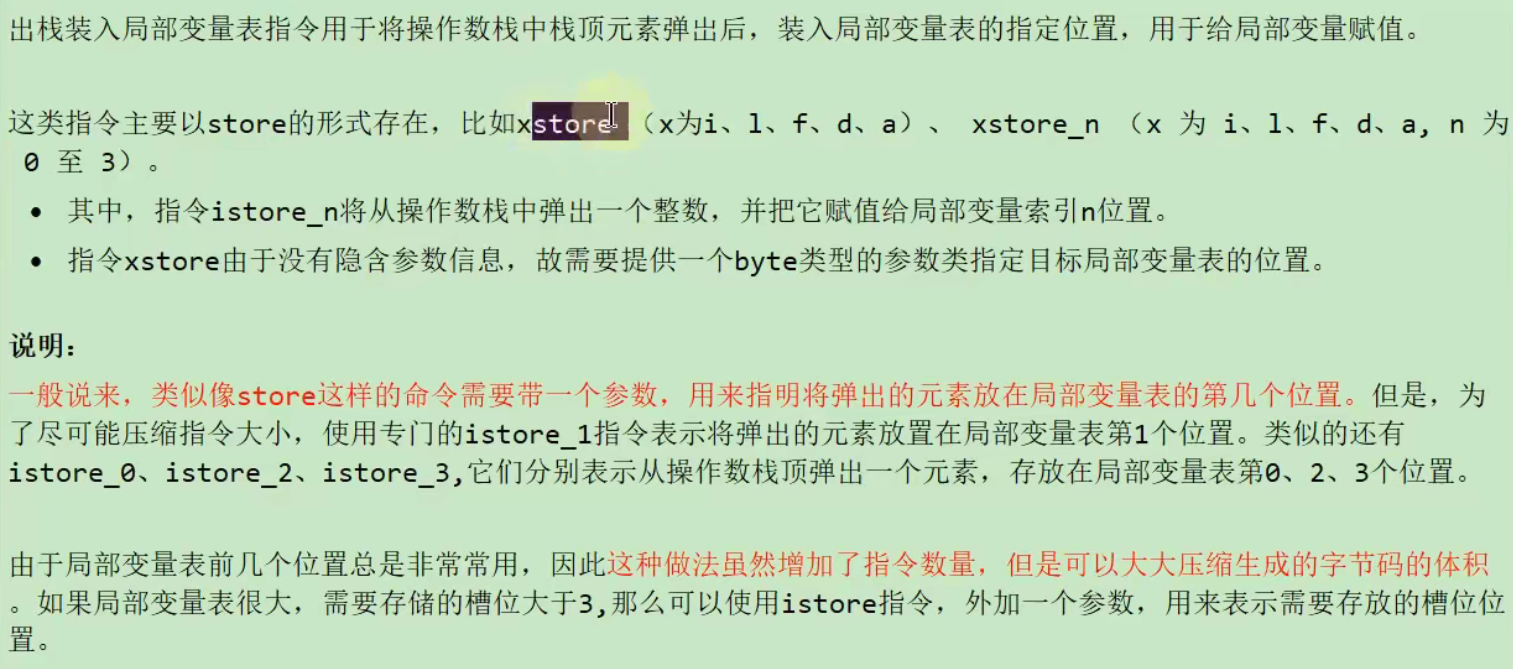 出栈装入局部变量表指令用于将操作数栈中栈顶元素弹出后，装入局部变量表的指定位置，用于给局部变量赋值。
这类指令主要以store的形式存在，比如xstore （x为i、l、f、d、a）、 xstore_n （x 为 i、l、f、d、a, n 为
0 至 3）。
• 其中，指令istore_n将从操作数栈中弹出一个整数，并把它赋值给局部变量索引n位置。
• 指令xstore由于没有隐含参数信息，故需要提供一个byte类型的参数类指定目标局部变量表的位置。
说明：
一般说来，类似像store这样的命令需要带一个参数，用来指明将弹出的元素放在局部变量表的第几个位置。但是，为
了尽可能压缩指令大小，使用专门的istore_1指令表示将弹出的元素放置在局部变量表第1个位置。类似的还有
istore_0、istore_2、istore_3,它们分别表示从操作数栈顶弹出一个元素，存放在局部变量表第0、2、3个位置。
由于局部变量表前几个位置总是非常常用，因此这种做法虽然增加了指令数量，但是可以大大压缩生成的字节码的体积
。如果局部变量表很大，需要存储的槽位大于3,那么可以使用istore指令，外加一个参数，用来表示需要存放的槽位位
置。